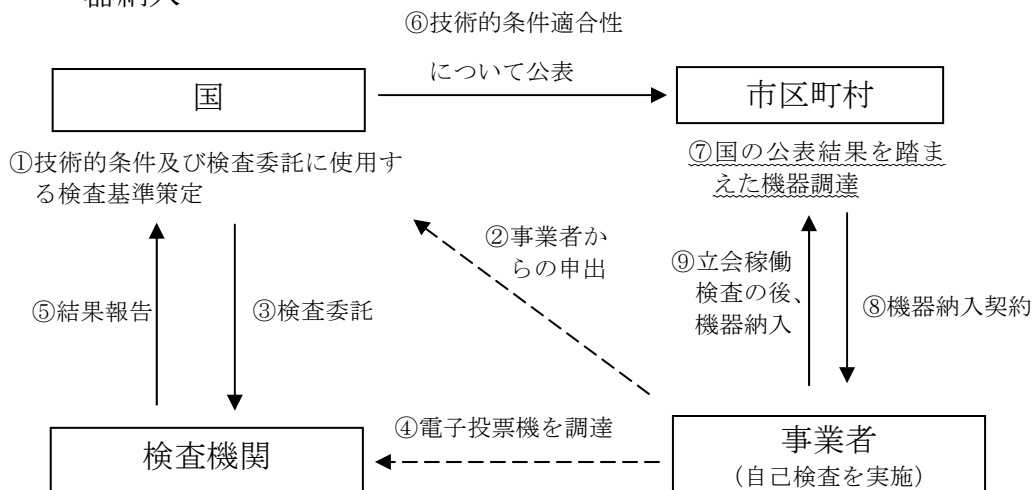 器納入
⑥技術的条件適合性
について公表
国
市区町村
①技術的条件及び検査委託に使用す
る検査基準策定
⑦国の公表結果を踏ま
えた機器調達
②事業者か
らの申出
⑨立会稼働
検査の後、
機器納入
⑤結果報告
③検査委託
⑧機器納入契約
④電子投票機を調達
検査機関
事業者
（自己検査を実施）